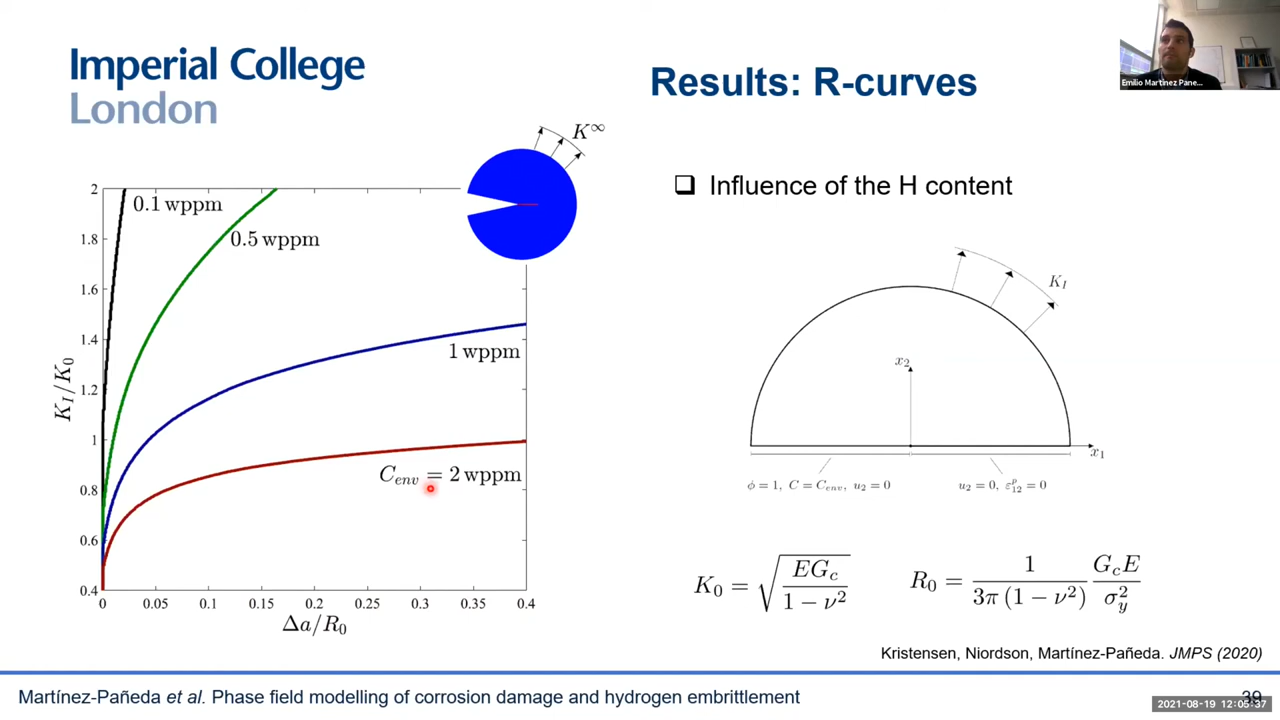 Imperial College
London
Results: R-curves
Emilio Martínez Pane...
K^∞
❑ Influence of the H content
0.1 wppm
0.5 wppm
1 wppm
C_env = 2 wppm
2
1.8
1.6
1.4
1.2
1
0.8
0.6
0.4
K_I/K_0
0 0.05 0.1 0.15 0.2 0.25 0.3 0.35 0.4
Δa/R_0
K_I
x_2
x_1
ϕ = 1, C = C_env, u_2 = 0
u_2 = 0, ε^p_12 = 0
K_0 = √(EG_c / (1 − ν²))
R_0 = 1 / (3π (1 − ν²)) G_cE / σ_y²
Kristensen, Niordson, Martínez-Pañeda. JMPS (2020)
Martínez-Pañeda et al. Phase field modelling of corrosion damage and hydrogen embrittlement
39
2021-08-19 12:05:37